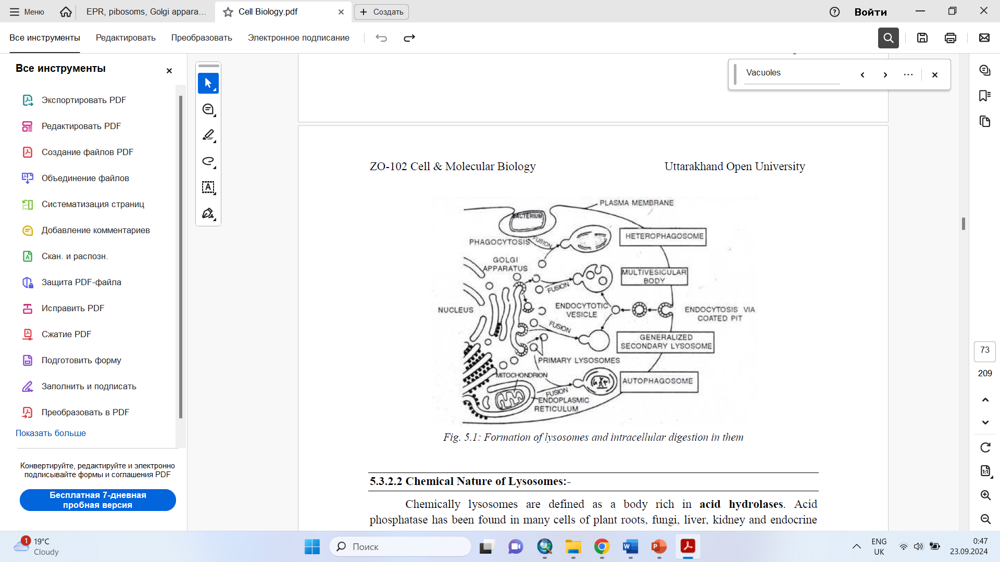 Меню
EPR, pibosoms, Golgi appara...
Cell Biology.pdf
Создать
Войти
Все инструменты
Редактировать
Преобразовать
Электронное подписание
Все инструменты
Экспортировать PDF
Редактировать PDF
Создание файлов PDF
Объединение файлов
Систематизация страниц
Добавление комментариев
Скан. и распозн.
Защита PDF-файла
Исправить PDF
Сжатие PDF
Подготовить форму
Заполнить и подписать
Преобразовать в PDF
Показать больше
Конвертируйте, редактируйте и электронно
подписывайте формы и соглашения PDF
Бесплатная 7-дневная
пробная версия
Vacuoles
ZO-102 Cell & Molecular Biology
Uttarakhand Open University
PLASMA MEMBRANE
BACTERIUM
HETEROPHAGOSOME
PHAGOCYTOSIS
FUSION
GOLGI
APPARATUS
MULTIVESICULAR
BODY
FUSION
NUCLEUS
ENDOCYTOTIC
VESICLE
ENDOCYTOSIS VIA
COATED PIT
FUSION
GENERALIZED
SECONDARY LYSOSOME
PRIMARY LYSOSOMES
MITOCHONDRION
AUTOPHAGOSOME
FUSION
ENDOPLASMIC
RETICULUM
Fig. 5.1: Formation of lysosomes and intracellular digestion in them
5.3.2.2 Chemical Nature of Lysosomes:-
Chemically lysosomes are defined as a body rich in acid hydrolases. Acid
phosphatase has been found in many cells of plant roots, fungi, liver, kidney and endocrine
73
209
1:1
1
19°C
Cloudy
Поиск
ENG
UK
0:47
23.09.2024